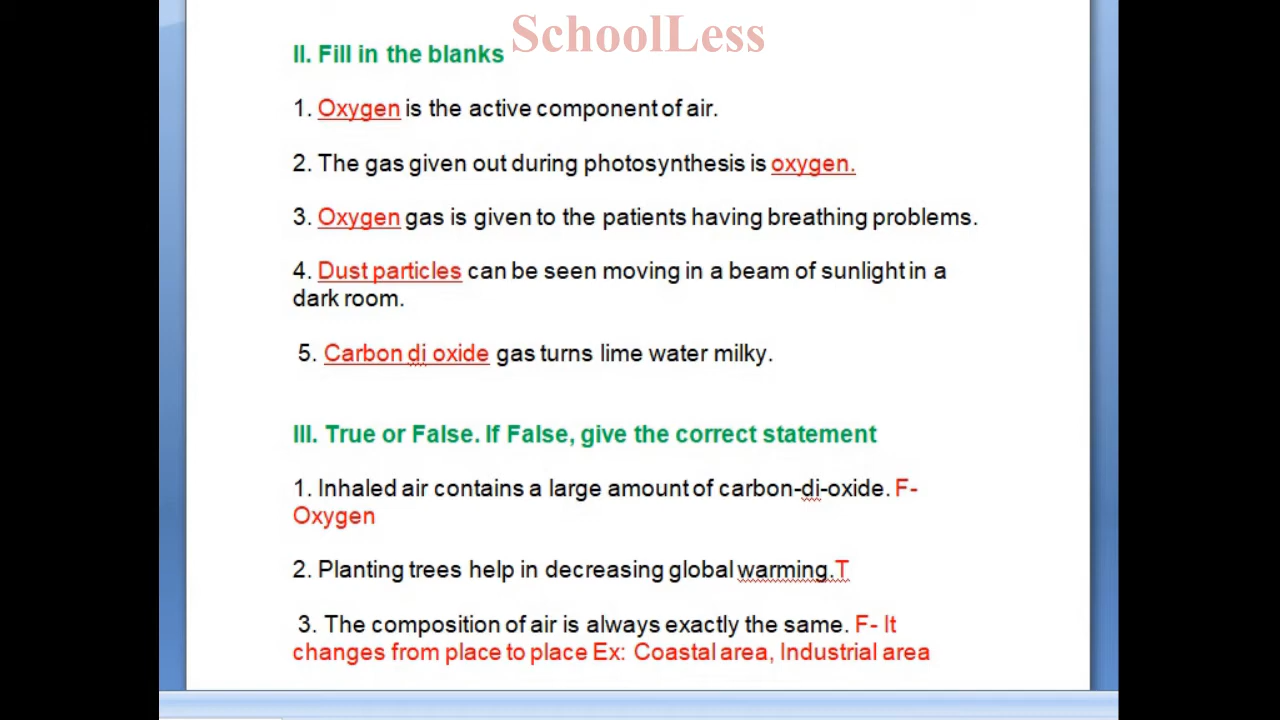 SchoolLess
II. Fill in the blanks
1. Oxygen is the active component of air.
2. The gas given out during photosynthesis is oxygen.
3. Oxygen gas is given to the patients having breathing problems.
4. Dust particles can be seen moving in a beam of sunlight in a
dark room.
5. Carbon di oxide gas turns lime water milky.
III. True or False. If False, give the correct statement
1. Inhaled air contains a large amount of carbon-di-oxide. F-
Oxygen
2. Planting trees help in decreasing global warming.T
3. The composition of air is always exactly the same. F- It
changes from place to place Ex: Coastal area, Industrial area